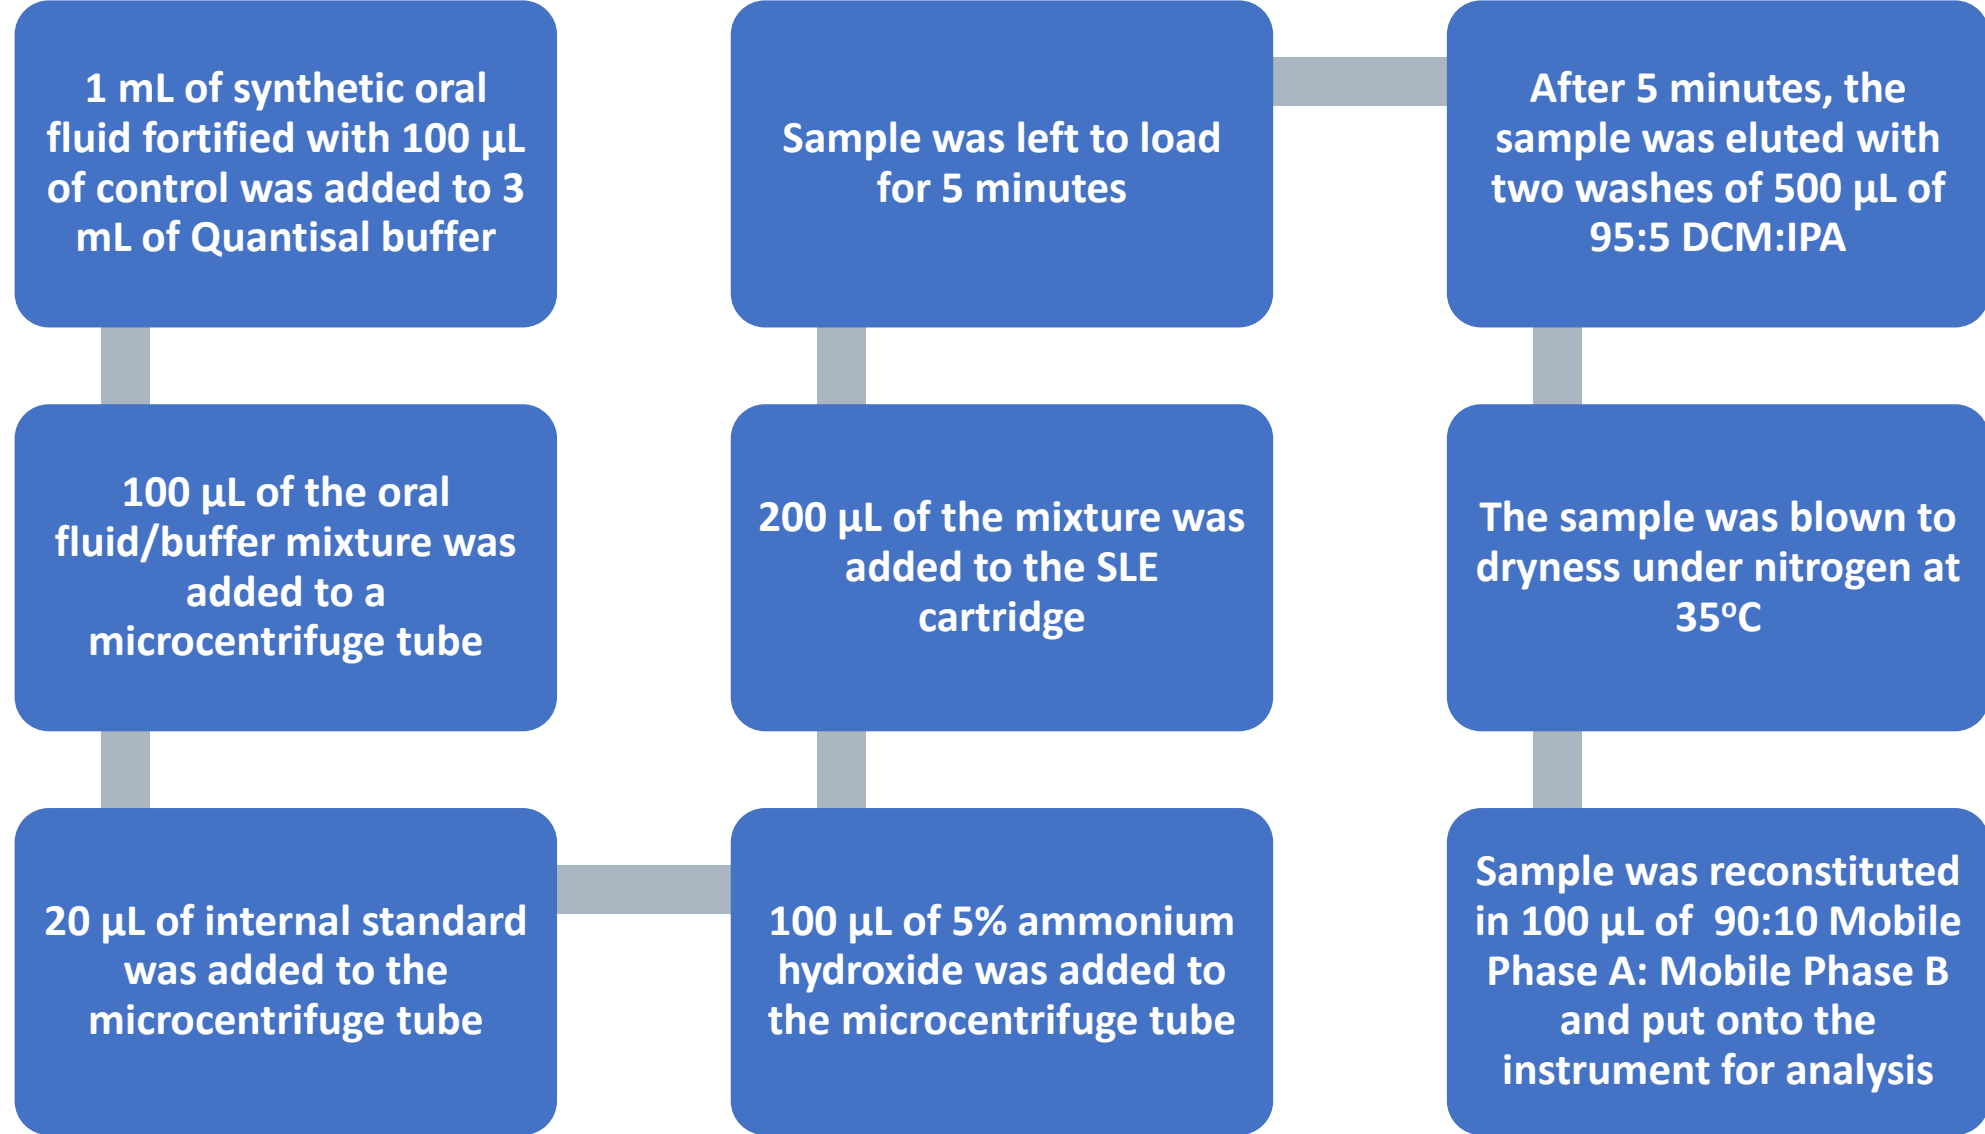 1 mL of synthetic oral
fluid fortified with 100 µL
of control was added to 3
mL of Quantisal buffer
100 µL of the oral
fluid/buffer mixture was
added to a
microcentrifuge tube
20 µL of internal standard
was added to the
microcentrifuge tube
100 µL of 5% ammonium
hydroxide was added to
the microcentrifuge tube
200 µL of the mixture was
added to the SLE
cartridge
Sample was left to load
for 5 minutes
After 5 minutes, the
sample was eluted with
two washes of 500 µL of
95:5 DCM:IPA
The sample was blown to
dryness under nitrogen at
35ºC
Sample was reconstituted
in 100 µL of  90:10 Mobile
Phase A: Mobile Phase B
and put onto the
instrument for analysis